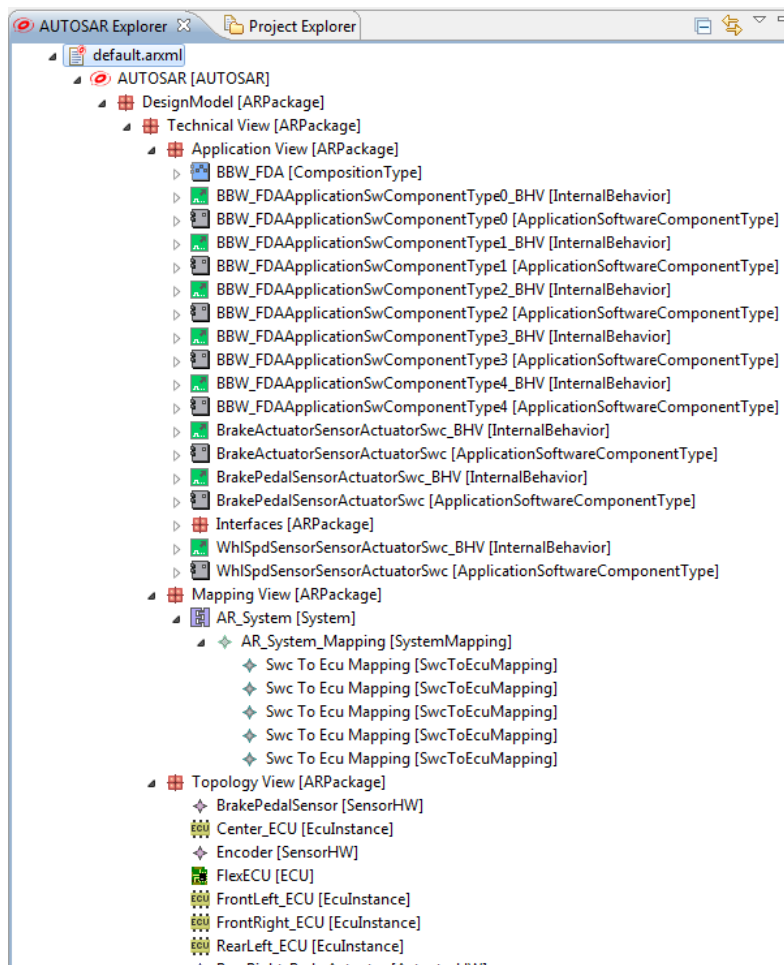 AUTOSAR Explorer Project Explorer
default.arxml
AUTOSAR [AUTOSAR]
DesignModel [ARPackage]
Technical View [ARPackage]
Application View [ARPackage]
BBW_FDA [CompositionType]
BBW_FDAApplicationSwComponentType0_BHV [InternalBehavior]
BBW_FDAApplicationSwComponentType0 [ApplicationSoftwareComponentType]
BBW_FDAApplicationSwComponentType1_BHV [InternalBehavior]
BBW_FDAApplicationSwComponentType1 [ApplicationSoftwareComponentType]
BBW_FDAApplicationSwComponentType2_BHV [InternalBehavior]
BBW_FDAApplicationSwComponentType2 [ApplicationSoftwareComponentType]
BBW_FDAApplicationSwComponentType3_BHV [InternalBehavior]
BBW_FDAApplicationSwComponentType3 [ApplicationSoftwareComponentType]
BBW_FDAApplicationSwComponentType4_BHV [InternalBehavior]
BBW_FDAApplicationSwComponentType4 [ApplicationSoftwareComponentType]
BrakeActuatorSensorActuatorSwc_BHV [InternalBehavior]
BrakeActuatorSensorActuatorSwc [ApplicationSoftwareComponentType]
BrakePedalSensorActuatorSwc_BHV [InternalBehavior]
BrakePedalSensorActuatorSwc [ApplicationSoftwareComponentType]
Interfaces [ARPackage]
WhlSpdSensorSensorActuatorSwc_BHV [InternalBehavior]
WhlSpdSensorSensorActuatorSwc [ApplicationSoftwareComponentType]
Mapping View [ARPackage]
AR_System [System]
AR_System_Mapping [SystemMapping]
Swc To Ecu Mapping [SwcToEcuMapping]
Swc To Ecu Mapping [SwcToEcuMapping]
Swc To Ecu Mapping [SwcToEcuMapping]
Swc To Ecu Mapping [SwcToEcuMapping]
Swc To Ecu Mapping [SwcToEcuMapping]
Topology View [ARPackage]
BrakePedalSensor [SensorHW]
ECU Center_ECU [EcuInstance]
Encoder [SensorHW]
FlexECU [ECU]
ECU FrontLeft_ECU [EcuInstance]
ECU FrontRight_ECU [EcuInstance]
ECU RearLeft_ECU [EcuInstance]